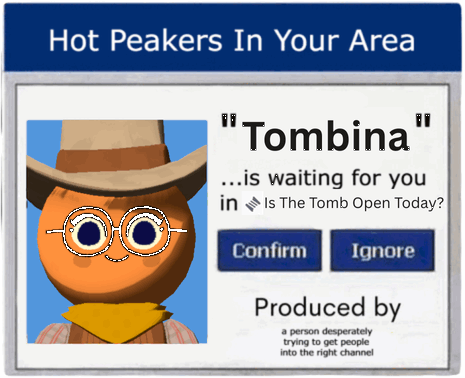 Hot Peakers In Your Area
"Tombina"
...is waiting for you
in Is The Tomb Open Today?
Confirm Ignore
Produced by
a person desperately
trying to get people
into the right channel